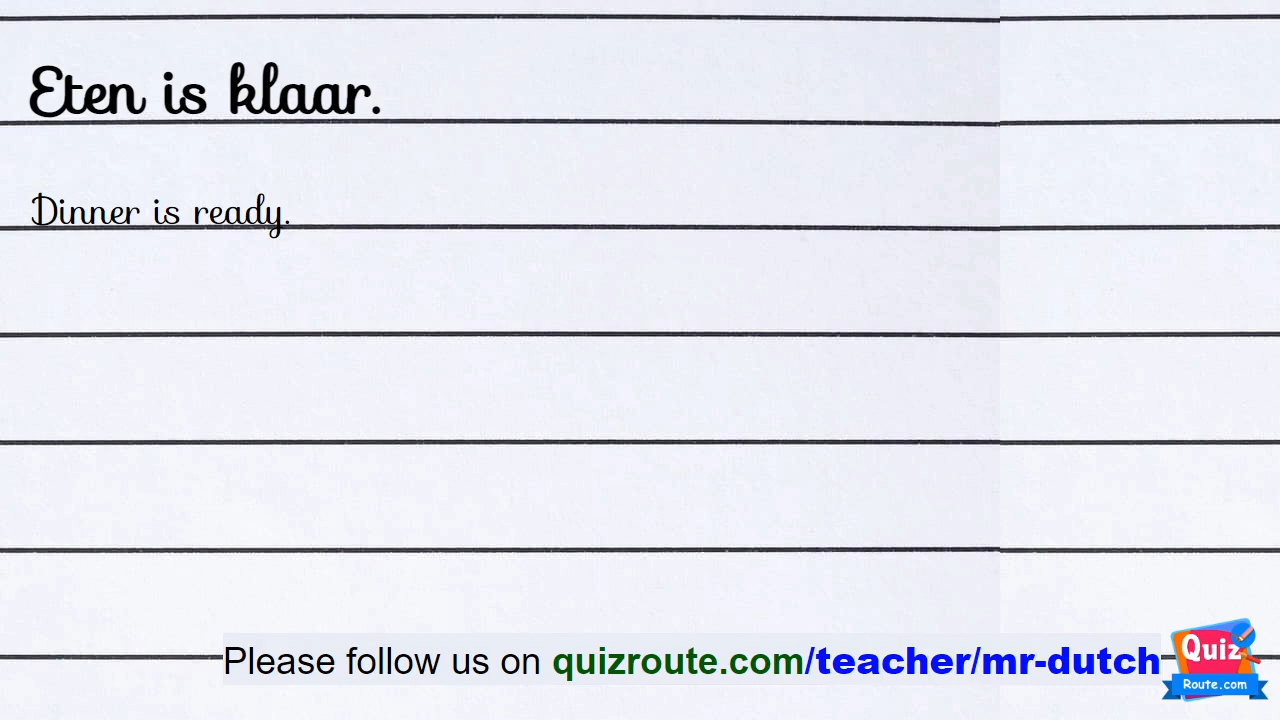 Eten is klaar.
Dinner is ready.
Please follow us on quizroute.com/teacher/mr-dutch
Quiz
Route.com